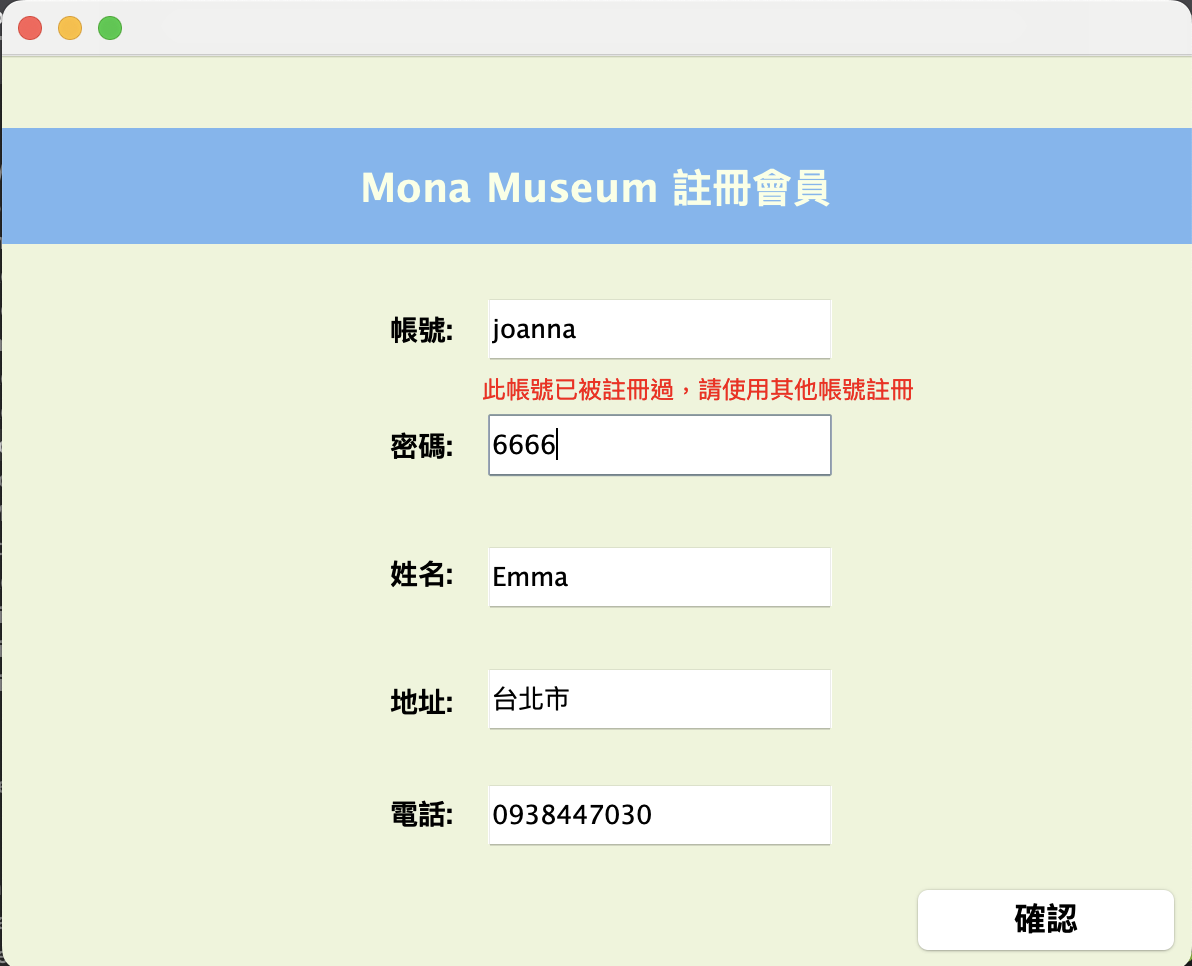 Mona Museum 註冊會員
帳號: joanna
此帳號已被註冊過，請使用其他帳號註冊
密碼: 6666
姓名: Emma
地址: 台北市
電話: 0938447030
確認